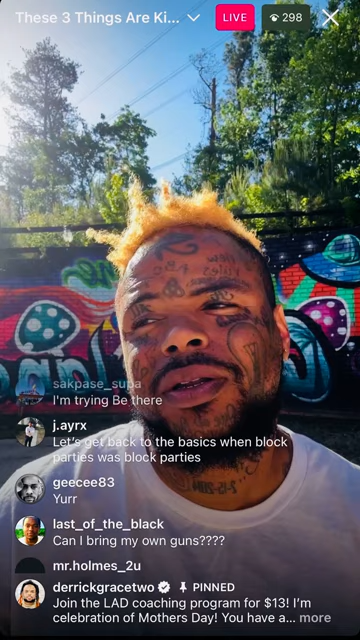 These 3 Things Are Ki...
LIVE
298
sakpase_supa
I'm trying Be there
j.ayrx
Let's get back to the basics when block
parties was block parties
geecee83
Yurr
last_of_the_black
Can I bring my own guns????
mr.holmes_2u
derrickgracetwo PINNED
Join the LAD coaching program for $13! I'm
celebration of Mothers Day! You have a... more